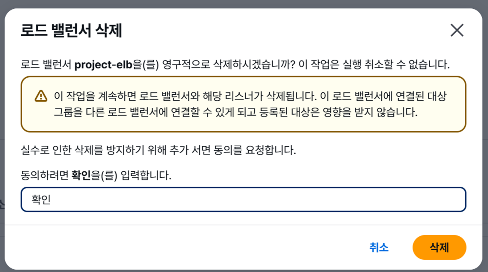 로드 밸런서 삭제
로드 밸런서 project-elb을(를) 영구적으로 삭제하시겠습니까? 이 작업은 실행 취소할 수 없습니다.
이 작업을 계속하면 로드 밸런서와 해당 리스너가 삭제됩니다. 이 로드 밸런서에 연결된 대상
그룹을 다른 로드 밸런서에 연결할 수 있게 되고 등록된 대상은 영향을 받지 않습니다.
실수로 인한 삭제를 방지하기 위해 추가 서면 동의를 요청합니다.
동의하려면 확인을(를) 입력합니다.
확인
취소
삭제